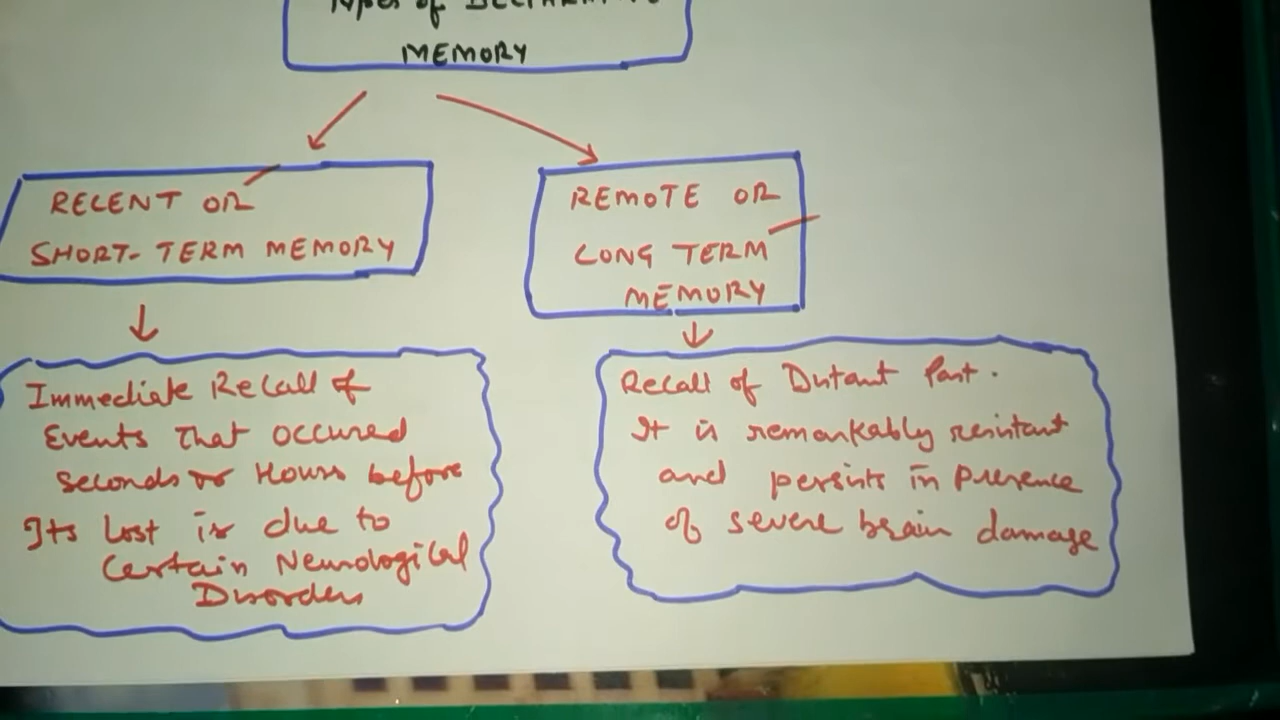 Types of
MEMORY
RECENT OR
SHORT-TERM MEMORY
REMOTE OR
LONG TERM
MEMORY
Immediate Recall of
Events that occured
seconds or Hours before
Its Lost is due to
Certain Neurological
Disorders
Recall of Distant Past.
It is remarkably resistant
and persists in presence
of severe brain damage